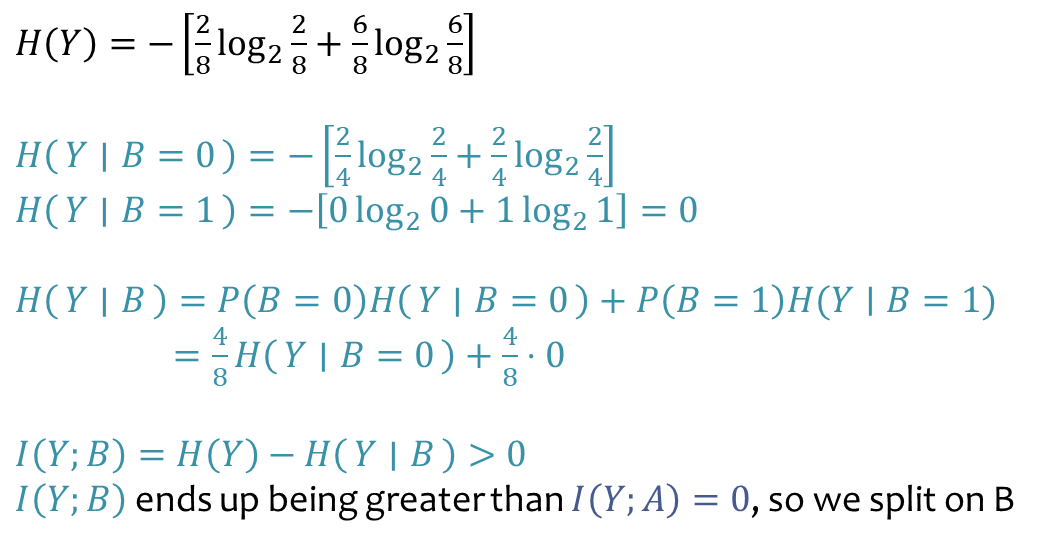 H(Y) = −[2/8 log₂ 2/8 + 6/8 log₂ 6/8]
H( Y | B = 0 ) = −[2/4 log₂ 2/4 + 2/4 log₂ 2/4]
H( Y | B = 1 ) = −[0 log₂ 0 + 1 log₂ 1] = 0
H( Y | B ) = P(B = 0)H( Y | B = 0 ) + P(B = 1)H(Y | B = 1)
= 4/8 H( Y | B = 0 ) + 4/8 · 0
I(Y; B) = H(Y) − H( Y | B ) > 0
I(Y; B) ends up being greater than I(Y; A) = 0, so we split on B